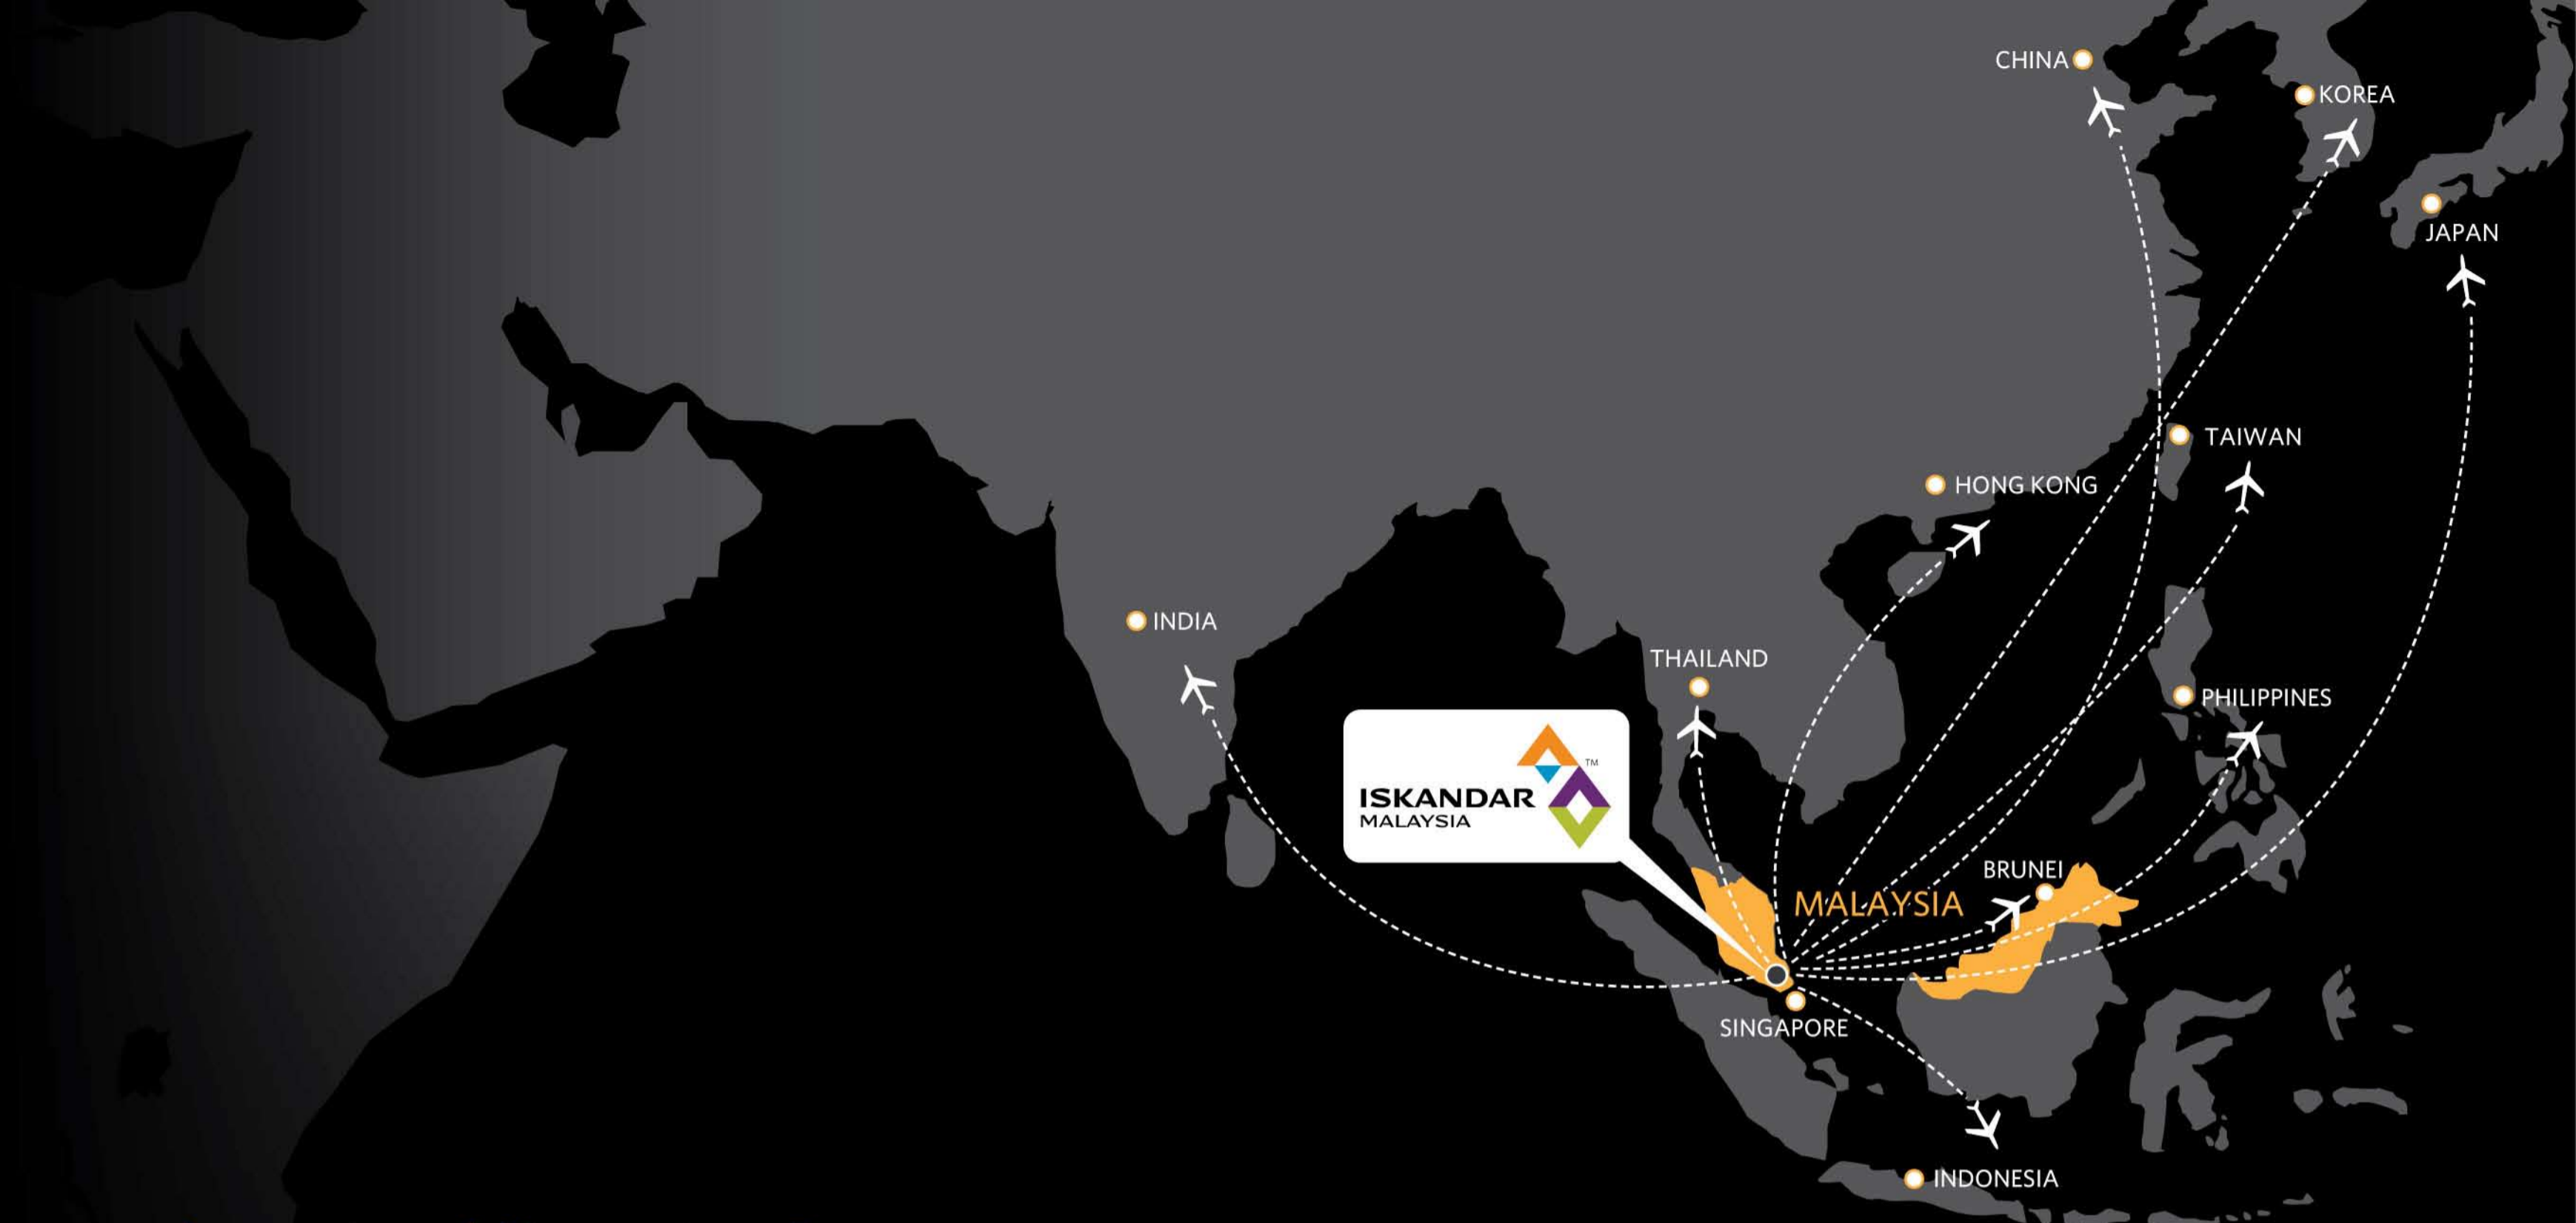 CHINA
KOREA
JAPAN
TAIWAN
HONG KONG
INDIA
THAILAND
PHILIPPINES
TM
ISKANDAR
MALAYSIA
BRUNEI
MALAYSIA
SINGAPORE
INDONESIA